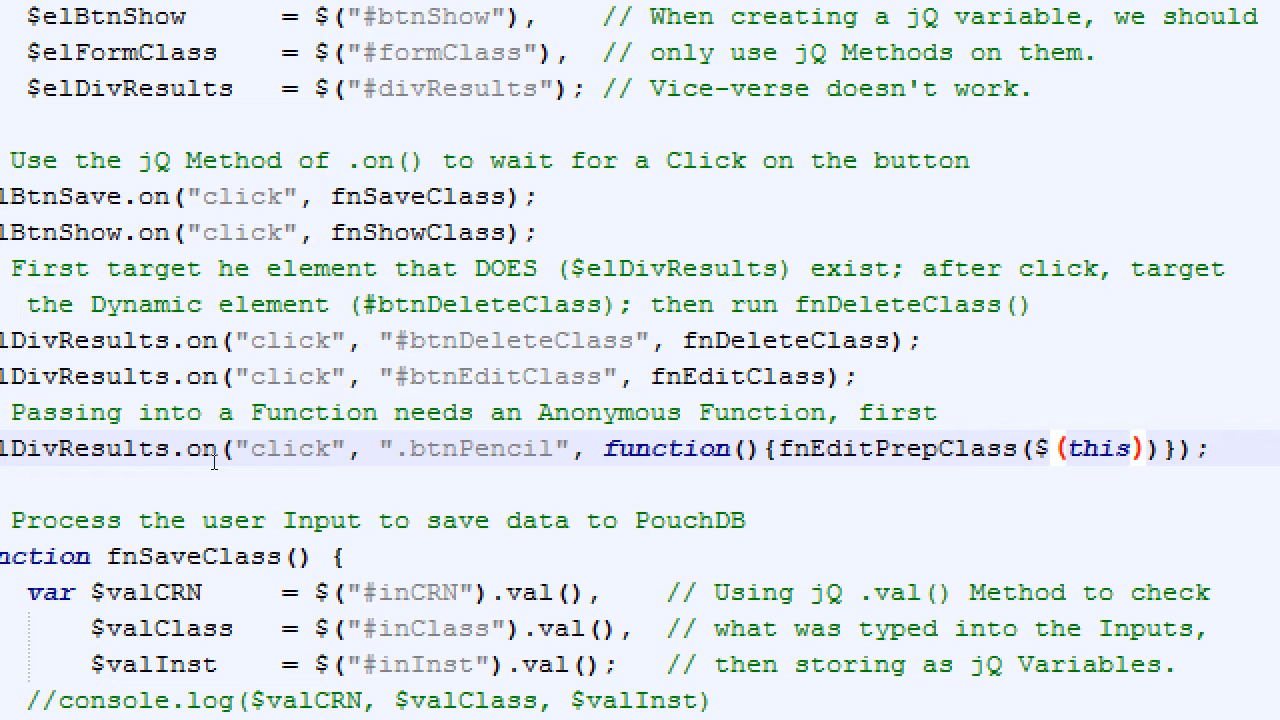 $elBtnShow = $("#btnShow"), // When creating a jQ variable, we should
$elFormClass = $("#formClass"), // only use jQ Methods on them.
$elDivResults = $("#divResults"); // Vice-verse doesn't work.
Use the jQ Method of .on() to wait for a Click on the button
lBtnSave.on("click", fnSaveClass);
lBtnShow.on("click", fnShowClass);
First target he element that DOES ($elDivResults) exist; after click, target
the Dynamic element (#btnDeleteClass); then run fnDeleteClass()
lDivResults.on("click", "#btnDeleteClass", fnDeleteClass);
lDivResults.on("click", "#btnEditClass", fnEditClass);
Passing into a Function needs an Anonymous Function, first
lDivResults.on("click", ".btnPencil", function(){fnEditPrepClass($(this))});
Process the user Input to save data to PouchDB
nction fnSaveClass() {
var $valCRN = $("#inCRN").val(), // Using jQ .val() Method to check
$valClass = $("#inClass").val(), // what was typed into the Inputs,
$valInst = $("#inInst").val(); // then storing as jQ Variables.
//console.log($valCRN, $valClass, $valInst)